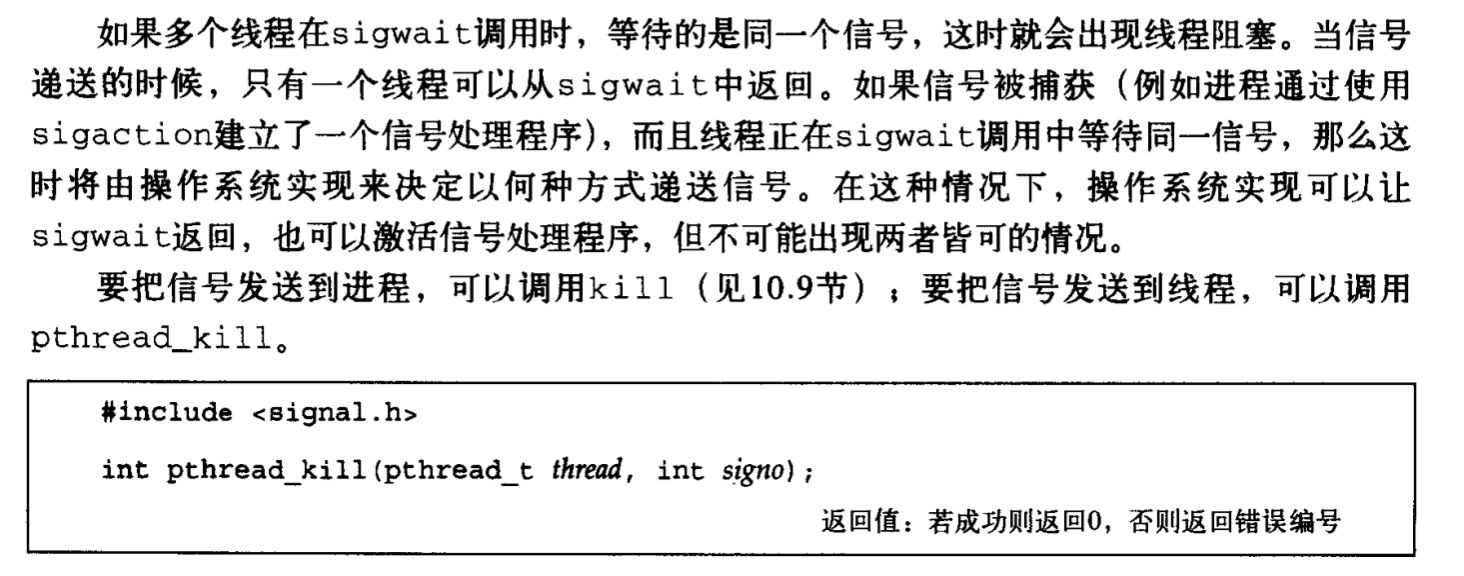 如果多个线程在sigwait调用时，等待的是同一个信号，这时就会出现线程阻塞。当信号
递送的时候，只有一个线程可以从sigwait中返回。如果信号被捕获（例如进程通过使用
sigaction建立了一个信号处理程序），而且线程正在sigwait调用中等待同一信号，那么这
时将由操作系统实现来决定以何种方式递送信号。在这种情况下，操作系统实现可以让
sigwait返回，也可以激活信号处理程序，但不可能出现两者皆可的情况。
要把信号发送到进程，可以调用kill（见10.9节）；要把信号发送到线程，可以调用
pthread_kill。
#include <signal.h>
int pthread_kill(pthread_t thread, int signo);
返回值：若成功则返回0，否则返回错误编号